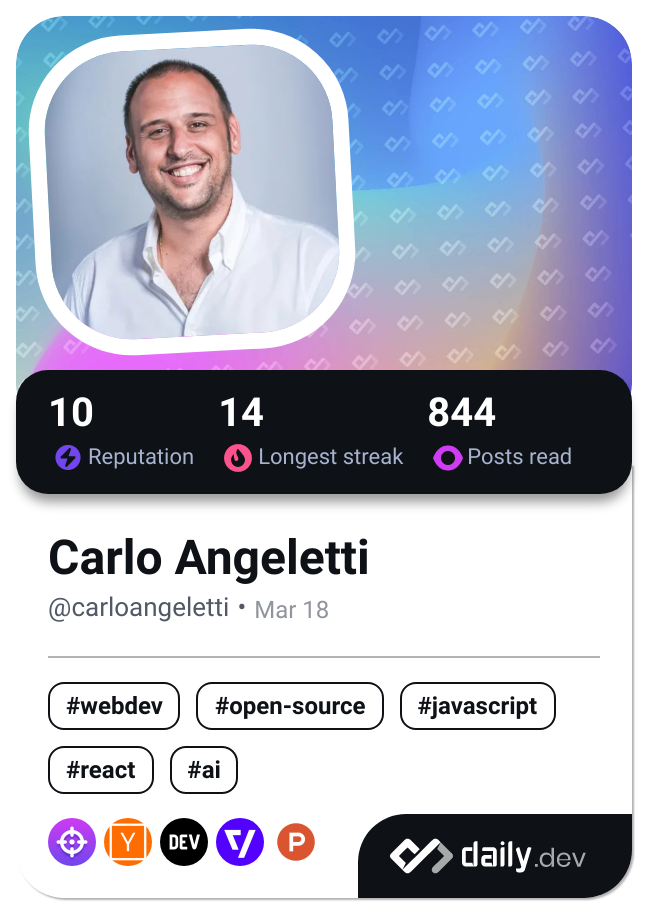 10 14 844
Reputation Longest streak Posts read
Carlo Angeletti
@carloangeletti • Mar 18
#webdev #open-source #javascript
#react #ai
Y DEV P daily.dev